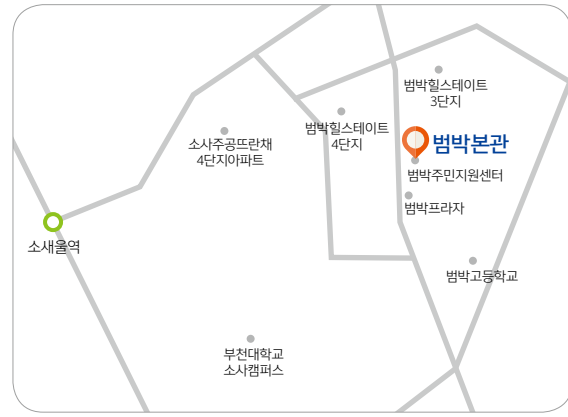 범박힐스테이트
3단지
범박힐스테이트
4단지
소사주공뜨란채
4단지아파트
범박본관
범박주민지원센터
범박프라자
소새울역
범박고등학교
부천대학교
소사캠퍼스